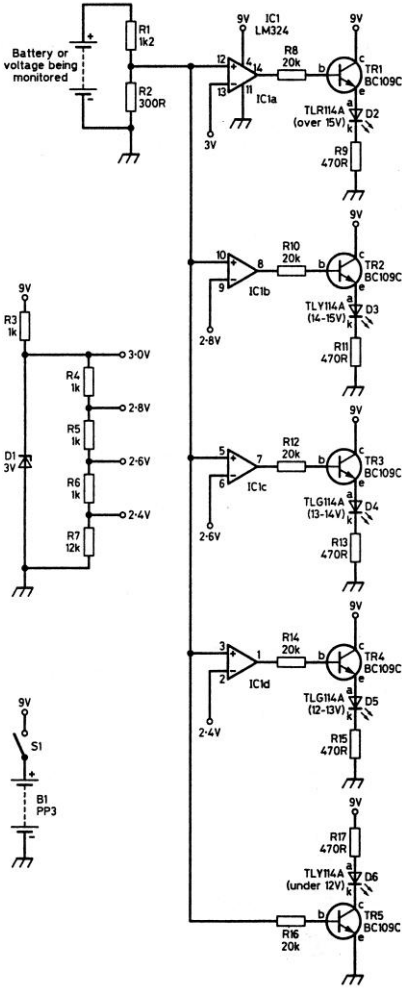 Battery or
voltage being
monitored
R1
1k2
R2
300R
9V
IC1
LM324
12
13
4
14
11
IC1a
3V
R8
20k
b
c
e
TR1
BC109C
TLR114A
(over 15V)
a
k
D2
R9
470R
9V
10
9
8
IC1b
2·8V
R10
20k
b
c
e
TR2
BC109C
TLY114A
(14-15V)
a
k
D3
R11
470R
9V
R3
1k
D1
3V
3·0V
R4
1k
2·8V
R5
1k
2·6V
R6
1k
2·4V
R7
12k
9V
5
6
7
IC1c
2·6V
R12
20k
b
c
e
TR3
BC109C
TLG114A
(13-14V)
a
k
D4
R13
470R
9V
3
2
1
IC1d
2·4V
R14
20k
b
c
e
TR4
BC109C
TLG114A
(12-13V)
a
k
D5
R15
470R
9V
S1
B1
PP3
9V
R17
470R
TLY114A
(under 12V)
a
k
D6
R16
20k
b
c
e
TR5
BC109C